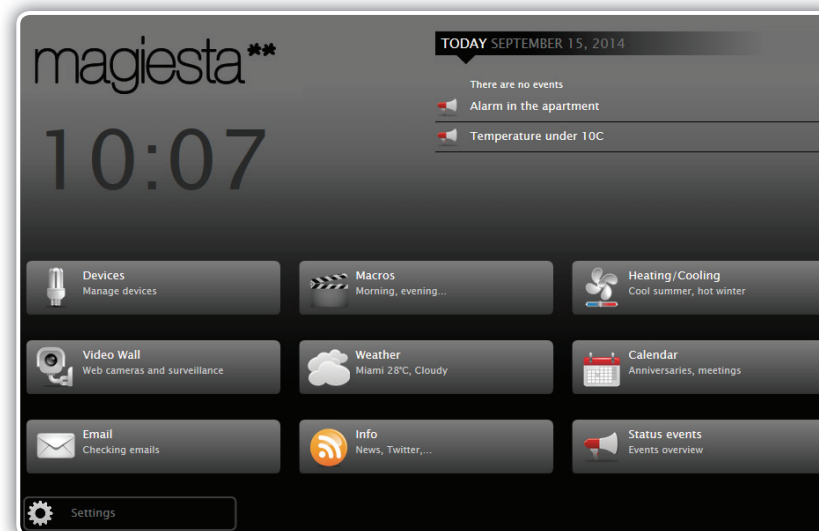 magiesta**
TODAY SEPTEMBER 15, 2014
There are no events
Alarm in the apartment
Temperature under 10C
10:07
Devices
Manage devices
Macros
Morning, evening...
Heating/Cooling
Cool summer, hot winter
Video Wall
Web cameras and surveillance
Weather
Miami 28°C, Cloudy
Calendar
Anniversaries, meetings
Email
Checking emails
Info
News, Twitter,...
Status events
Events overview
Settings